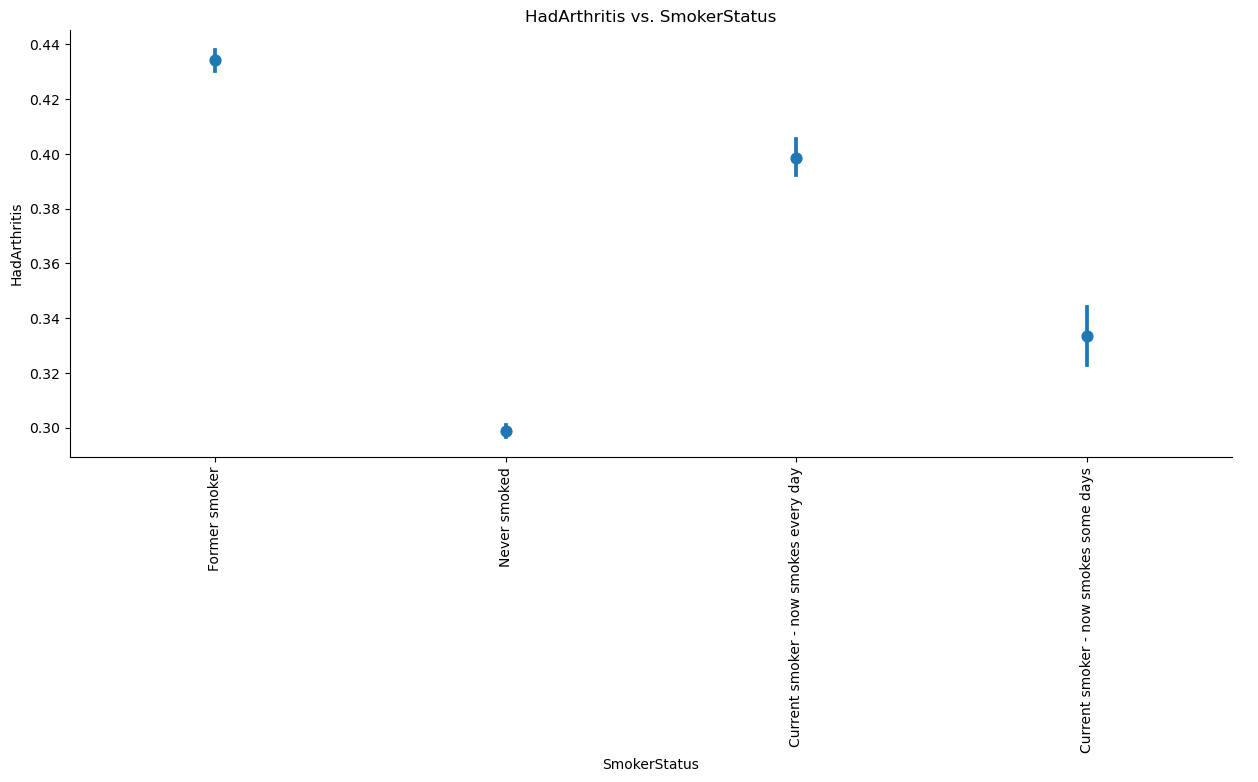 HadArthritis vs. SmokerStatus
0.44
0.42
0.40
0.38
0.36
0.34
0.32
0.30
HadArthritis
Former smoker
Never smoked
Current smoker - now smokes every day
Current smoker - now smokes some days
SmokerStatus